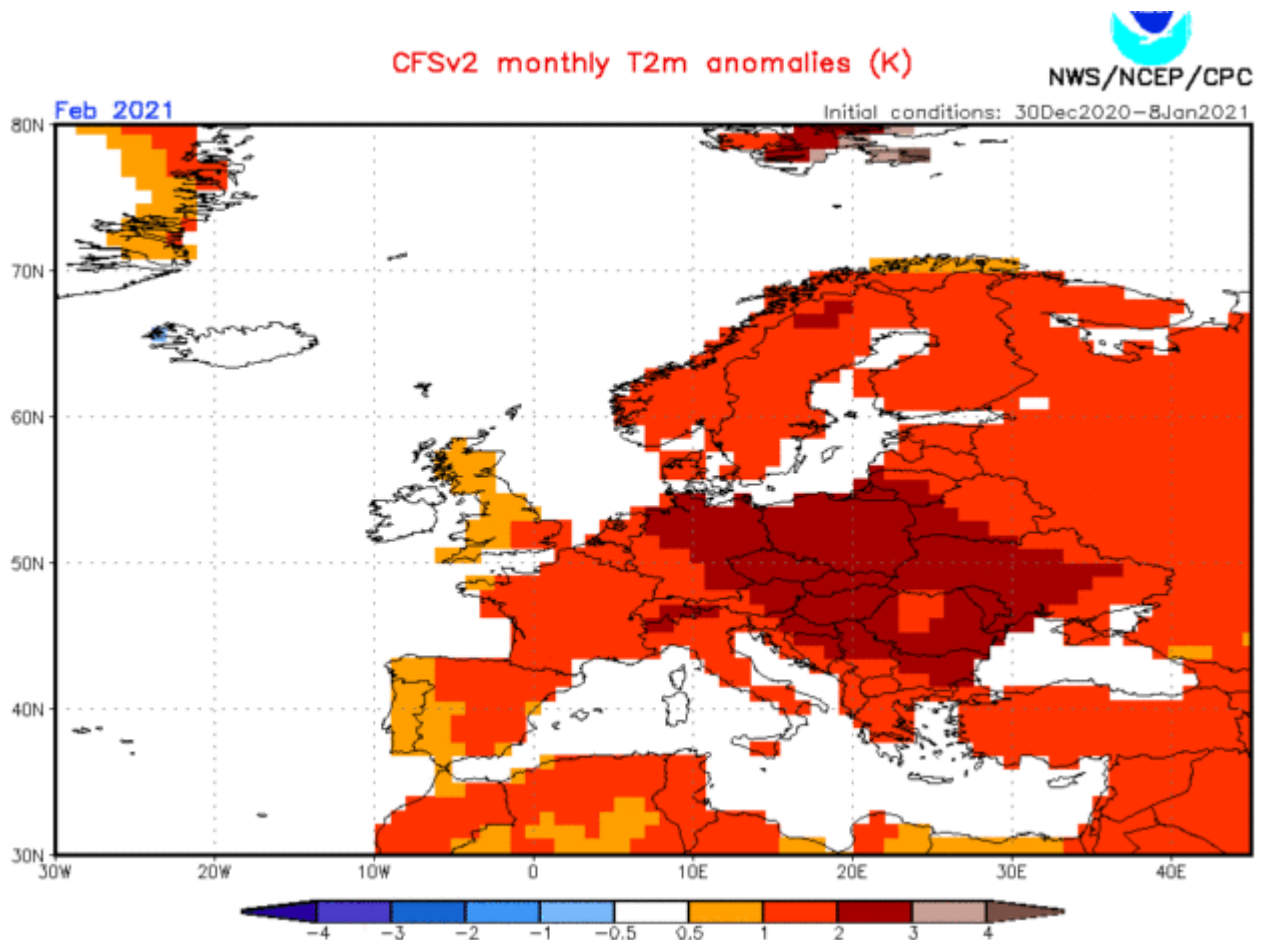 CFSv2 monthly T2m anomalies (K)
NWS/NCEP/CPC
Feb 2021
Initial conditions: 30Dec2020-8Jan2021
80N
70N
60N
50N
40N
30N
30W 20W 10W 0 10E 20E 30E 40E
-4 -3 -2 -1 -0.5 0.5 1 2 3 4